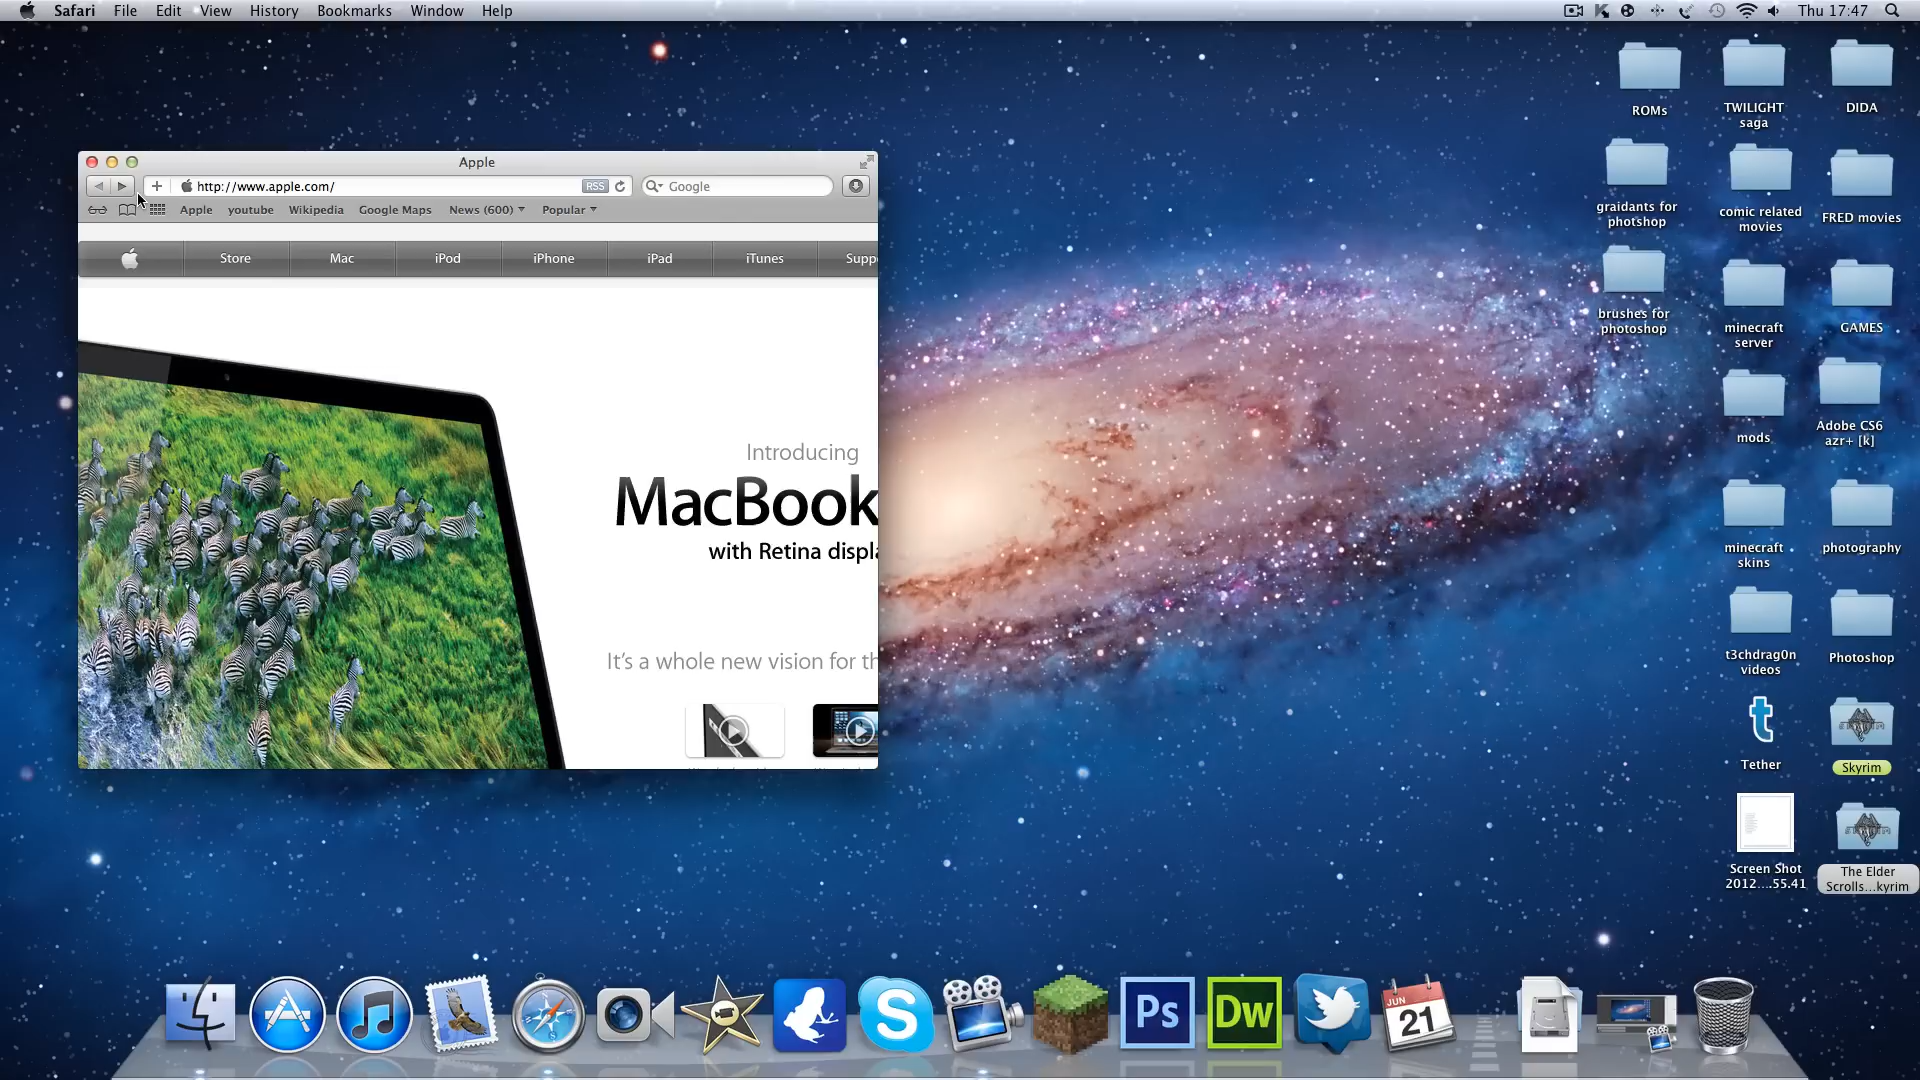 Safari File Edit View History Bookmarks Window Help
Thu 17:47
Apple
http://www.apple.com/
RSS
Google
Apple youtube Wikipedia Google Maps News (600) Popular
Store Mac iPod iPhone iPad iTunes Supp
Introducing
MacBook
with Retina displa
It's a whole new vision for th
ROMs
TWILIGHT
saga
DIDA
graidants for
photshop
comic related
movies
FRED movies
brushes for
photoshop
minecraft
server
GAMES
mods
Adobe CS6
azr+ [k]
minecraft
skins
photography
t3chdrag0n
videos
Photoshop
Tether
Skyrim
Screen Shot
2012....55.41
The Elder
Scrolls...kyrim
Ps
Dw
JUN
21